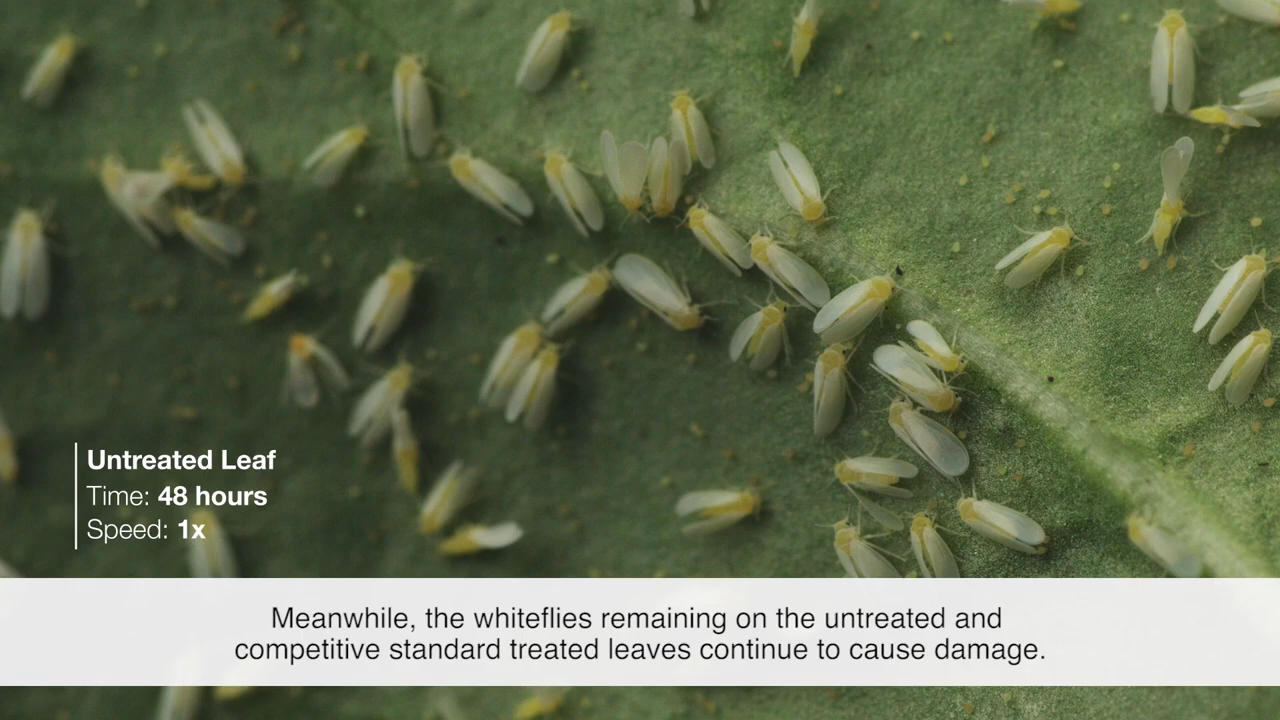 Untreated Leaf
Time: 48 hours
Speed: 1x
Meanwhile, the whiteflies remaining on the untreated and
competitive standard treated leaves continue to cause damage.